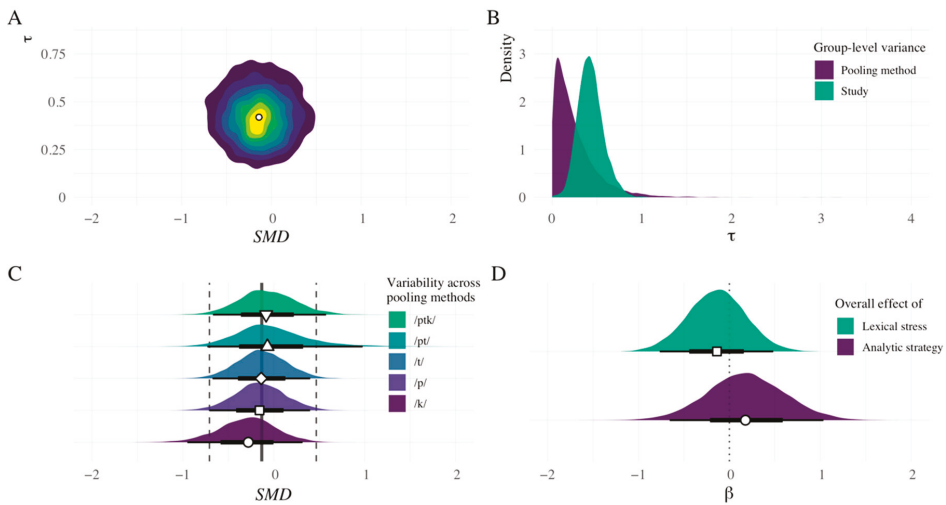 A
τ
0.75
0.5
0.25
0
−2
−1
0
1
2
SMD
B
Density
3
2
1
0
Group-level variance
Pooling method
Study
0
1
2
3
4
τ
C
Variability across
pooling methods
/ptk/
/pt/
/t/
/p/
/k/
−2
−1
0
1
2
SMD
D
Overall effect of
Lexical stress
Analytic strategy
−2
−1
0
1
2
β